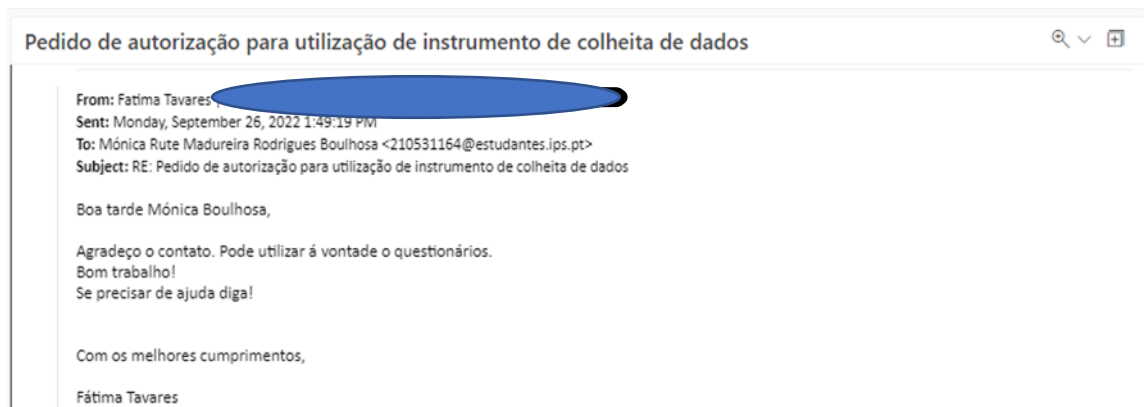 Pedido de autorização para utilização de instrumento de colheita de dados
From: Fatima Tavares
Sent: Monday, September 26, 2022 1:49:19 PM
To: Mónica Rute Madureira Rodrigues Boulhosa <210531164@estudantes.ips.pt>
Subject: RE: Pedido de autorização para utilização de instrumento de colheita de dados
Boa tarde Mónica Boulhosa,
Agradeço o contato. Pode utilizar á vontade o questionários.
Bom trabalho!
Se precisar de ajuda diga!
Com os melhores cumprimentos,
Fátima Tavares